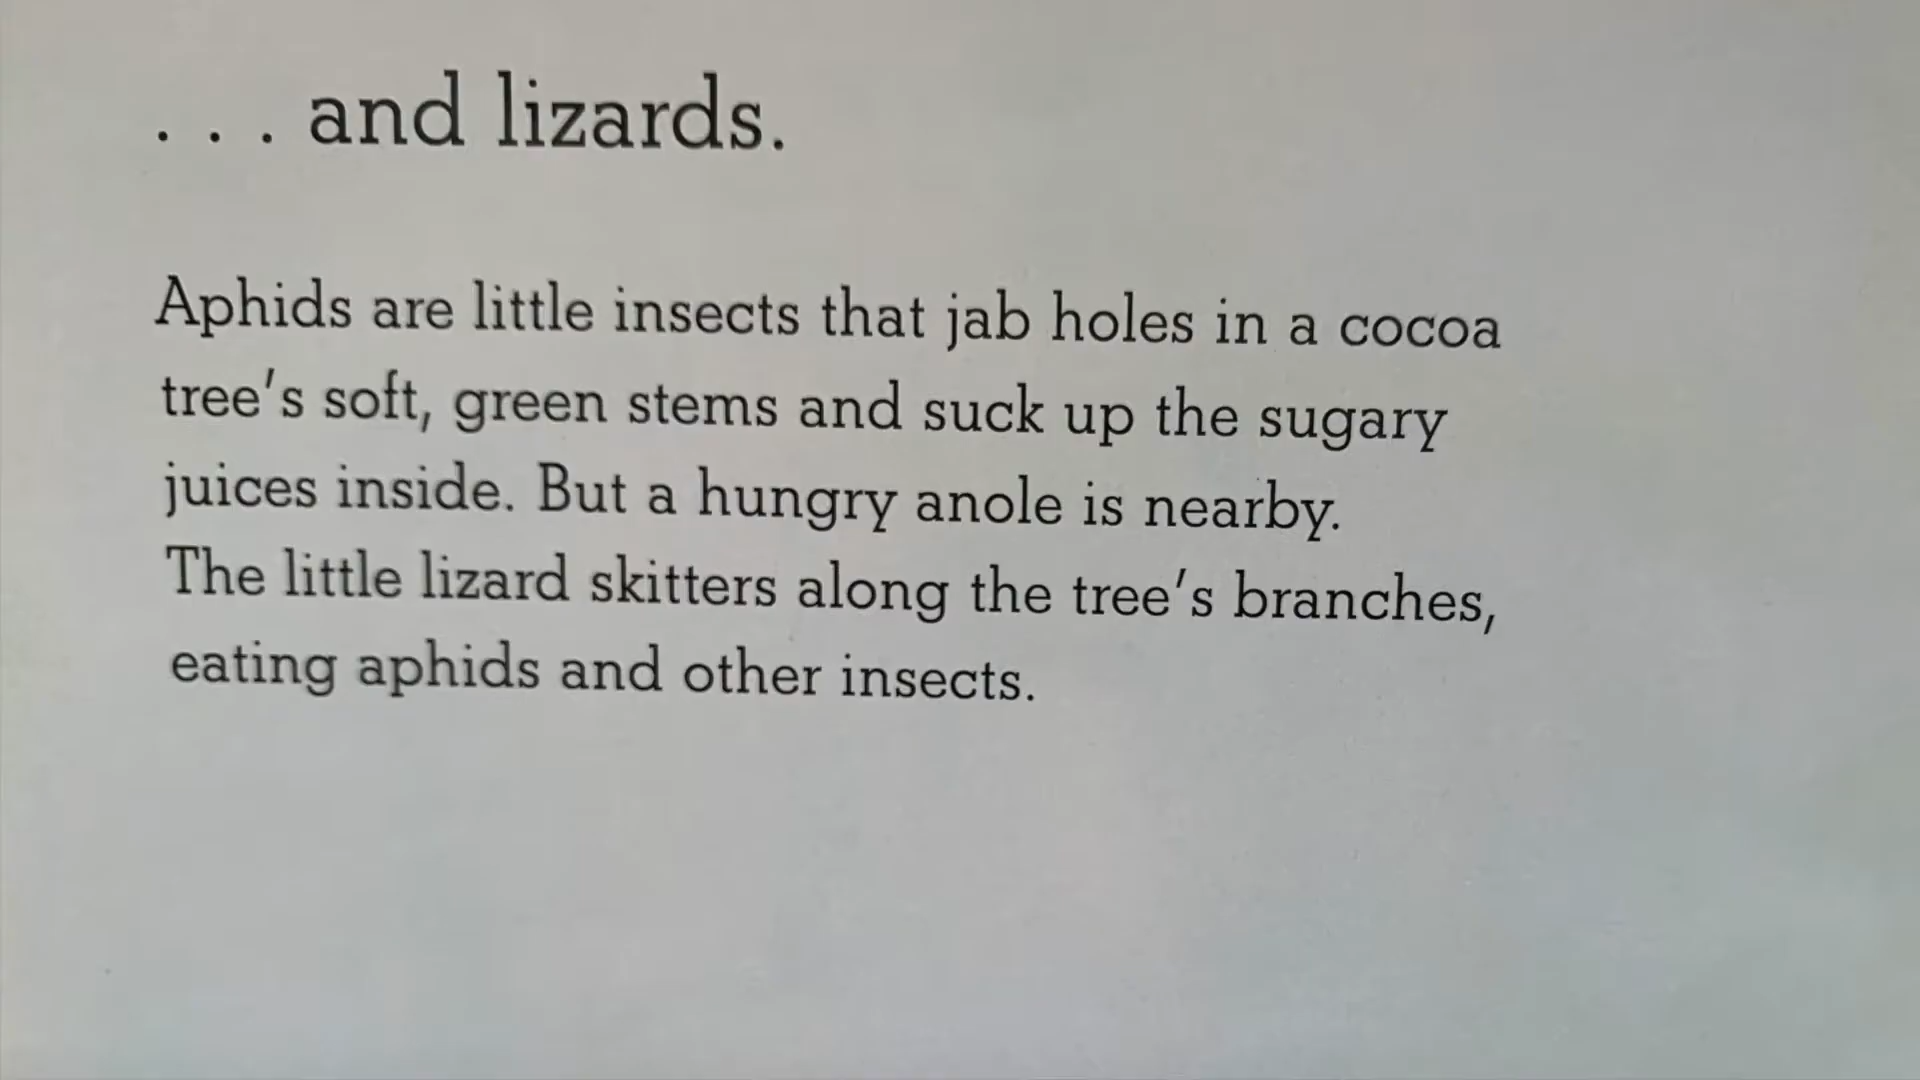 . . . and lizards.
Aphids are little insects that jab holes in a cocoa
tree's soft, green stems and suck up the sugary
juices inside. But a hungry anole is nearby.
The little lizard skitters along the tree's branches,
eating aphids and other insects.